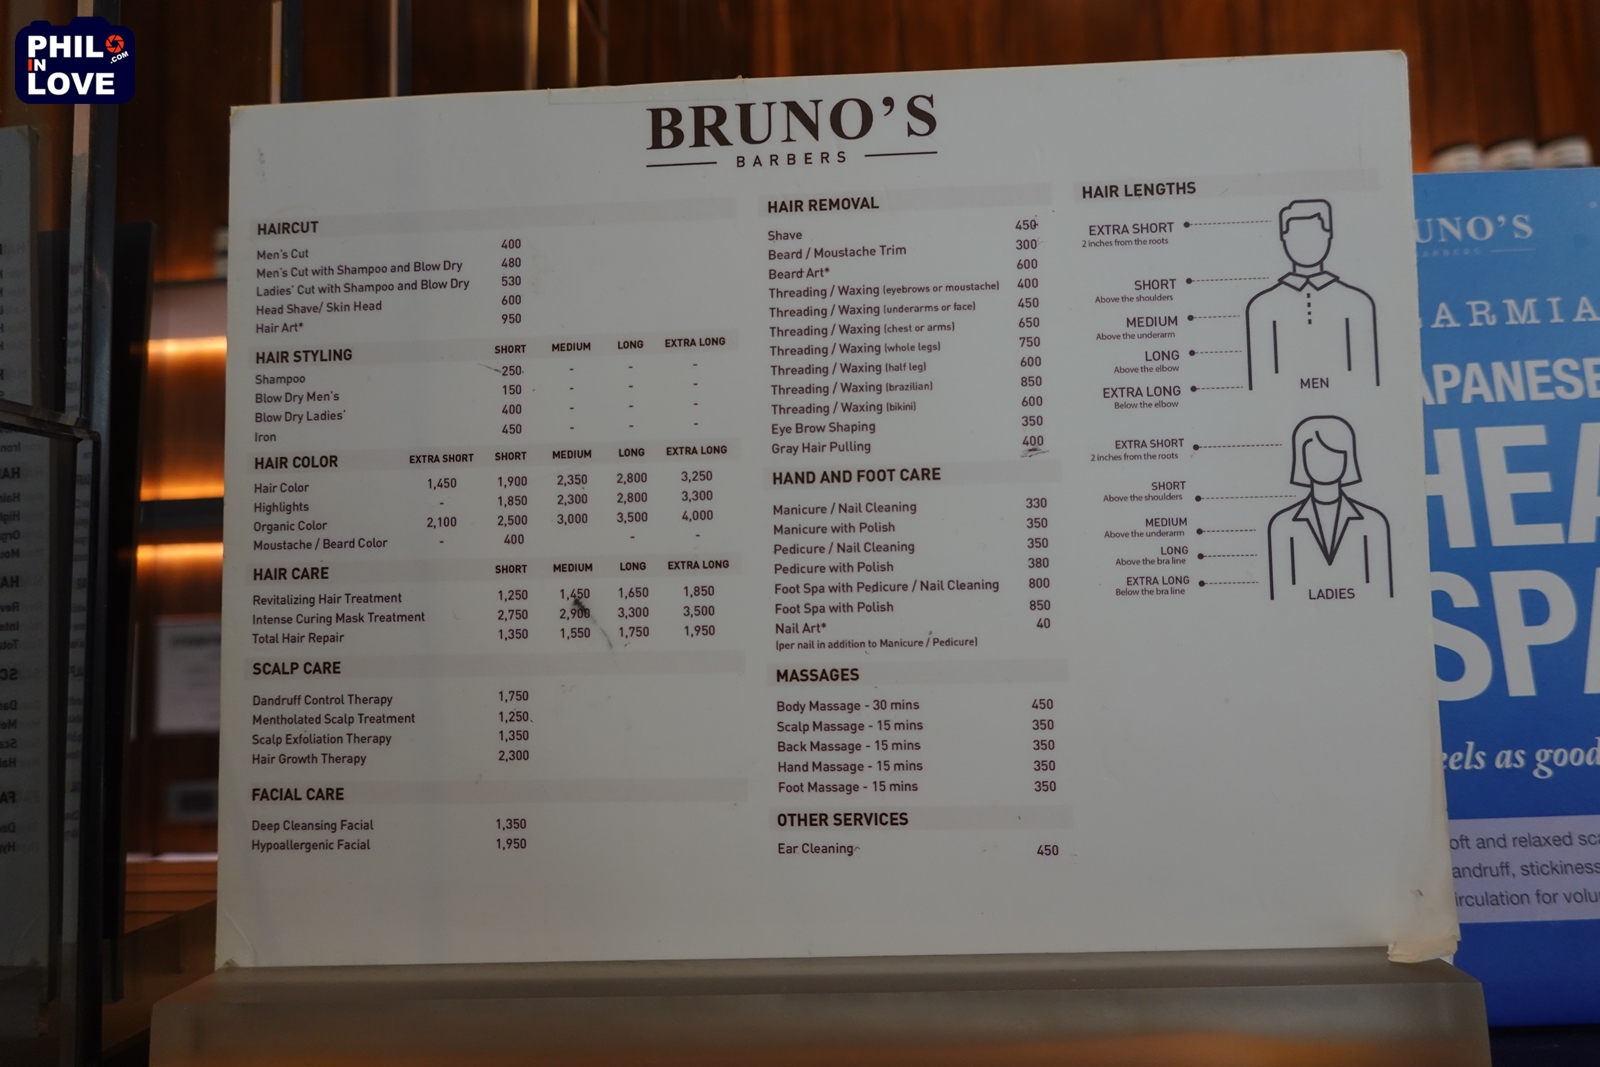 PHIL
IN
.COM
LOVE
BRUNO'S
BARBERS
HAIRCUT
Men's Cut 400
Men's Cut with Shampoo and Blow Dry 480
Ladies' Cut with Shampoo and Blow Dry 530
Head Shave/ Skin Head 600
Hair Art* 950
HAIR STYLING SHORT MEDIUM LONG EXTRA LONG
Shampoo 250 - - -
Blow Dry Men's 150 - - -
Blow Dry Ladies' 400 - - -
Iron 450 - - -
HAIR COLOR EXTRA SHORT SHORT MEDIUM LONG EXTRA LONG
Hair Color 1,450 1,900 2,350 2,800 3,250
Highlights - 1,850 2,300 2,800 3,300
Organic Color 2,100 2,500 3,000 3,500 4,000
Moustache / Beard Color - 400 - -
HAIR CARE SHORT MEDIUM LONG EXTRA LONG
Revitalizing Hair Treatment 1,250 1,450 1,650 1,850
Intense Curing Mask Treatment 2,750 2,900 3,300 3,500
Total Hair Repair 1,350 1,550 1,750 1,950
SCALP CARE
Dandruff Control Therapy 1,750
Mentholated Scalp Treatment 1,250
Scalp Exfoliation Therapy 1,350
Hair Growth Therapy 2,300
FACIAL CARE
Deep Cleansing Facial 1,350
Hypoallergenic Facial 1,950
HAIR REMOVAL
Shave 450
Beard / Moustache Trim 300
Beard Art* 600
Threading / Waxing (eyebrows or moustache) 400
Threading / Waxing (underarms or face) 450
Threading / Waxing (chest or arms) 650
Threading / Waxing (whole legs) 750
Threading / Waxing (half leg) 600
Threading / Waxing (brazilian) 850
Threading / Waxing (bikini) 600
Eye Brow Shaping 350
Gray Hair Pulling 400
HAND AND FOOT CARE
Manicure / Nail Cleaning 330
Manicure with Polish 350
Pedicure / Nail Cleaning 350
Pedicure with Polish 380
Foot Spa with Pedicure / Nail Cleaning 800
Foot Spa with Polish 850
Nail Art* 40
(per nail in addition to Manicure / Pedicure)
MASSAGES
Body Massage - 30 mins 450
Scalp Massage - 15 mins 350
Back Massage - 15 mins 350
Hand Massage - 15 mins 350
Foot Massage - 15 mins 350
OTHER SERVICES
Ear Cleaning 450
HAIR LENGTHS
EXTRA SHORT
2 inches from the roots
SHORT
Above the shoulders
MEDIUM
Above the underarm
LONG
Above the elbow
EXTRA LONG
Below the elbow
MEN
EXTRA SHORT
2 inches from the roots
SHORT
Above the shoulders
MEDIUM
Above the underarm
LONG
Above the bra line
EXTRA LONG
Below the bra line
LADIES
UNO'S
ARMIA
APANESE
HEA
SPA
eels as good
oft and relaxed sca
andruff, stickiness
irculation for volu